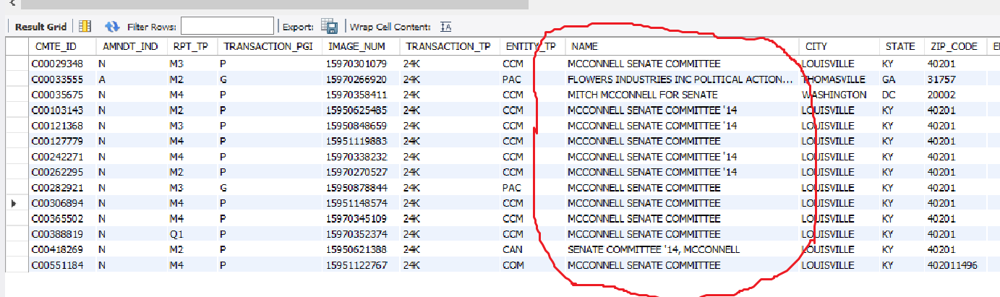 Result Grid Filter Rows: Export: Wrap Cell Content: IA
CMTE_ID AMNDT_IND RPT_TP TRANSACTION_PGI IMAGE_NUM TRANSACTION_TP ENTITY_TP NAME CITY STATE ZIP_CODE
C00029348 N M3 P 15970301079 24K CCM MCCONNELL SENATE COMMITTEE LOUISVILLE KY 40201
C00033555 A M2 G 15970266920 24K PAC FLOWERS INDUSTRIES INC POLITICAL ACTION... THOMASVILLE GA 31757
C00035675 N M4 P 15970358411 24K CCM MITCH MCCONNELL FOR SENATE WASHINGTON DC 20002
C00103143 N M2 P 15950625485 24K CCM MCCONNELL SENATE COMMITTEE '14 LOUISVILLE KY 40201
C00121368 N M3 P 15950848659 24K CCM MCCONNELL SENATE COMMITTEE '14 LOUISVILLE KY 40201
C00127779 N M4 P 15951119883 24K CCM MCCONNELL SENATE COMMITTEE LOUISVILLE KY 40201
C00242271 N M4 P 15970338232 24K CCM MCCONNELL SENATE COMMITTEE '14 LOUISVILLE KY 40201
C00262295 N M2 P 15970270527 24K CCM MCCONNELL SENATE COMMITTEE '14 LOUISVILLE KY 40201
C00282921 N M3 G 15950878844 24K PAC MCCONNELL SENATE COMMITTEE LOUISVILLE KY 40201
C00306894 N M4 P 15951148574 24K CCM MCCONNELL SENATE COMMITTEE LOUISVILLE KY 40201
C00365502 N M4 P 15970345109 24K CCM MCCONNELL SENATE COMMITTEE LOUISVILLE KY 40201
C00388819 N Q1 P 15970352374 24K CCM MCCONNELL SENATE COMMITTEE LOUISVILLE KY 40201
C00418269 N M2 P 15950621388 24K CAN SENATE COMMITTEE '14, MCCONNELL LOUISVILLE KY 40201
C00551184 N M4 P 15951122767 24K COM MCCONNELL SENATE COMMITTEE LOUISVILLE KY 402011496